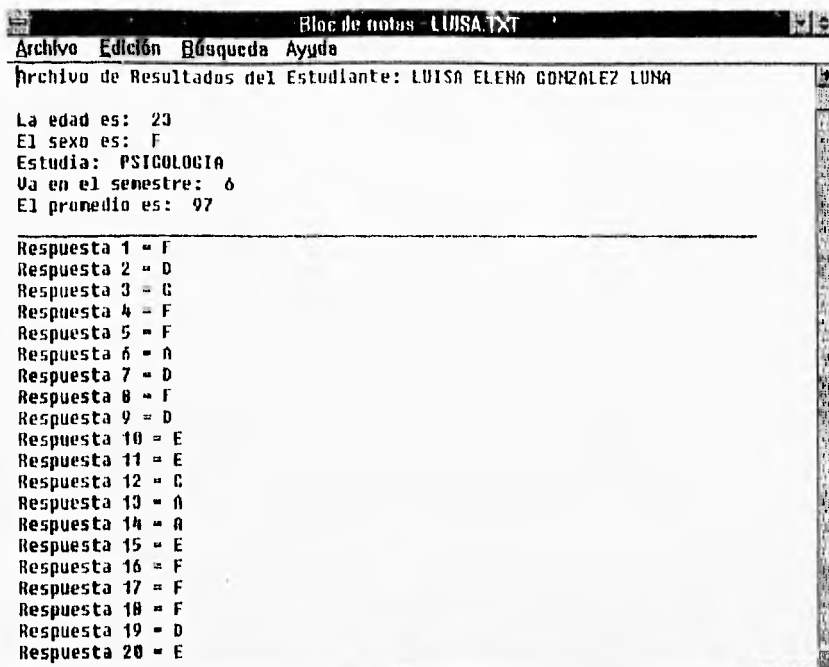 Bloc de notas - LUISA.TXT
Archivo Edición Búsqueda Ayuda
Archivo de Resultados del Estudiante: LUISA ELENA GONZALEZ LUNA
La edad es: 23
El sexo es: F
Estudia: PSICOLOGIA
Va en el semestre: 6
El promedio es: 97
Respuesta 1 = F
Respuesta 2 = D
Respuesta 3 =
Respuesta 4 = F
Respuesta 5 = F
Respuesta 6 = A
Respuesta 7 = D
Respuesta 8 = F
Respuesta 9 = D
Respuesta 10 = E
Respuesta 11 = E
Respuesta 12 = C
Respuesta 13 = A
Respuesta 14 = A
Respuesta 15 = E
Respuesta 16 = F
Respuesta 17 = F
Respuesta 18 = F
Respuesta 19 = D
Respuesta 20 = E